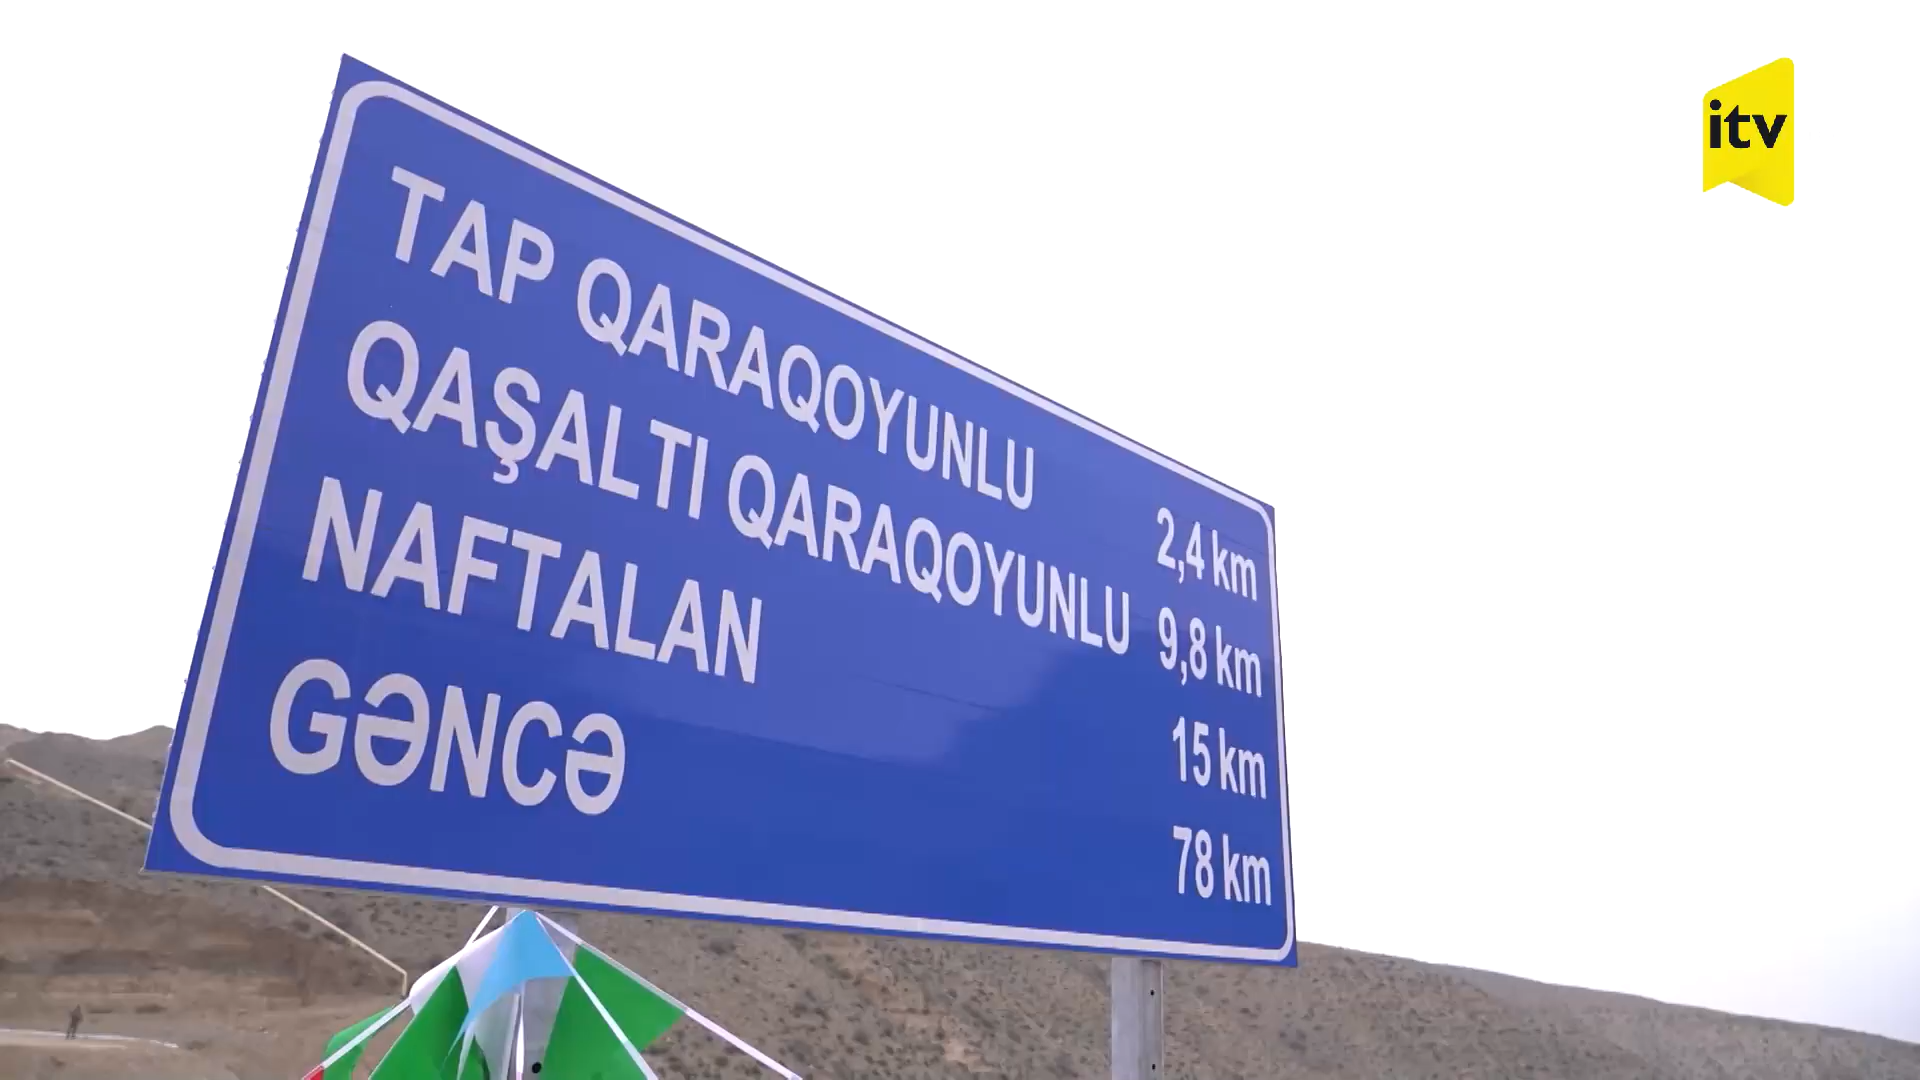 itv
TAP QARAQOYUNLU 2,4 km
QAŞALTI QARAQOYUNLU 9,8 km
NAFTALAN 15 km
GƏNCƏ 78 km